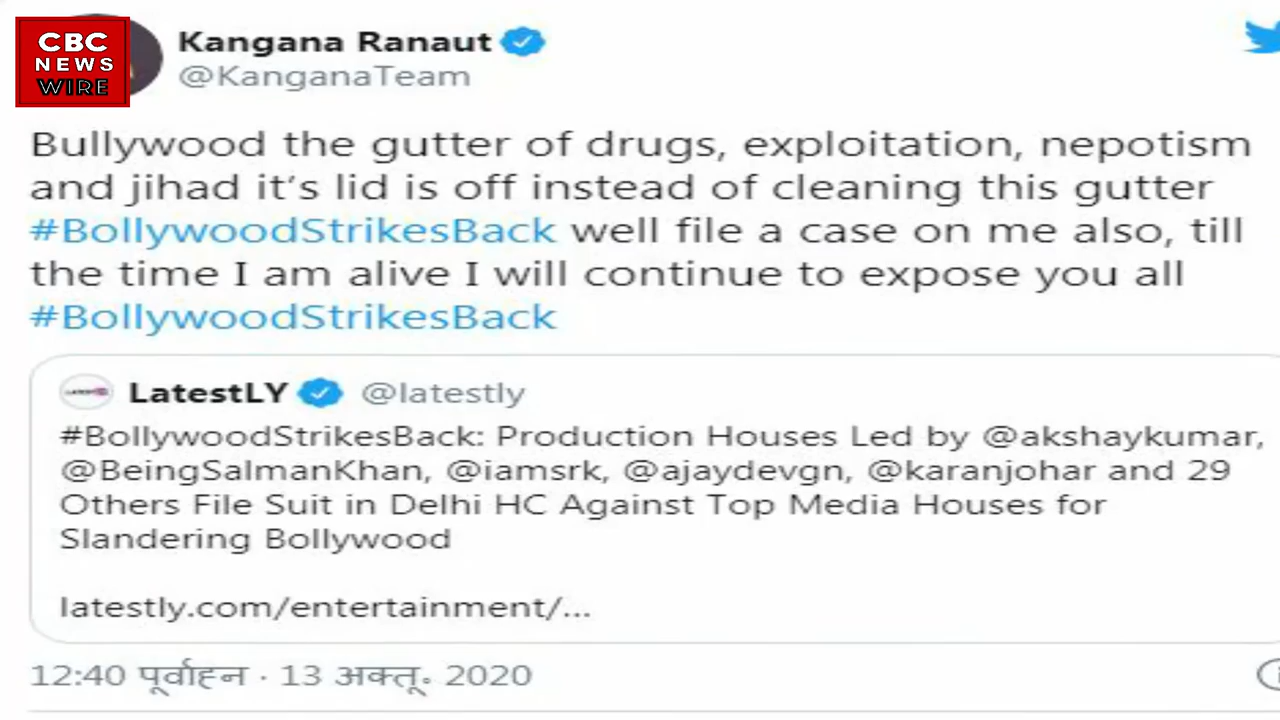 CBC
NEWS
WIRE
Kangana Ranaut
@KanganaTeam
Bullywood the gutter of drugs, exploitation, nepotism
and jihad it’s lid is off instead of cleaning this gutter
#BollywoodStrikesBack well file a case on me also, till
the time I am alive I will continue to expose you all
#BollywoodStrikesBack
LatestLY @latestly
#BollywoodStrikesBack: Production Houses Led by @akshaykumar,
@BeingSalmanKhan, @iamsrk, @ajaydevgn, @karanjohar and 29
Others File Suit in Delhi HC Against Top Media Houses for
Slandering Bollywood
latestly.com/entertainment/...
12:40 पूर्वाह्न · 13 अक्तू॰ 2020